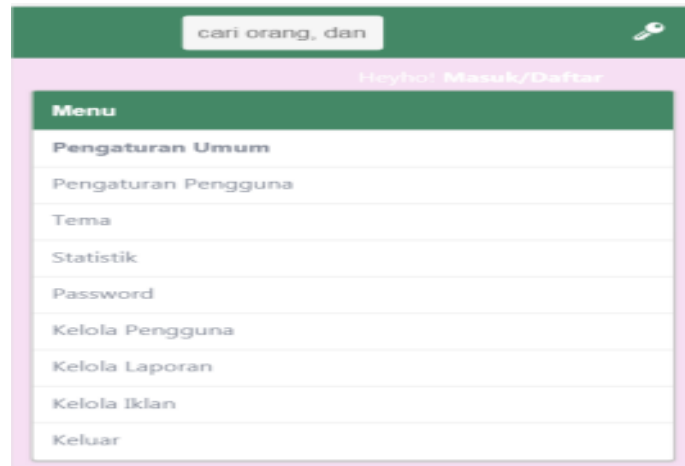 cari orang, dan
Heyho! Masuk/Daftar
Menu
Pengaturan Umum
Pengaturan Pengguna
Tema
Statistik
Password
Kelola Pengguna
Kelola Laporan
Kelola Iklan
Keluar